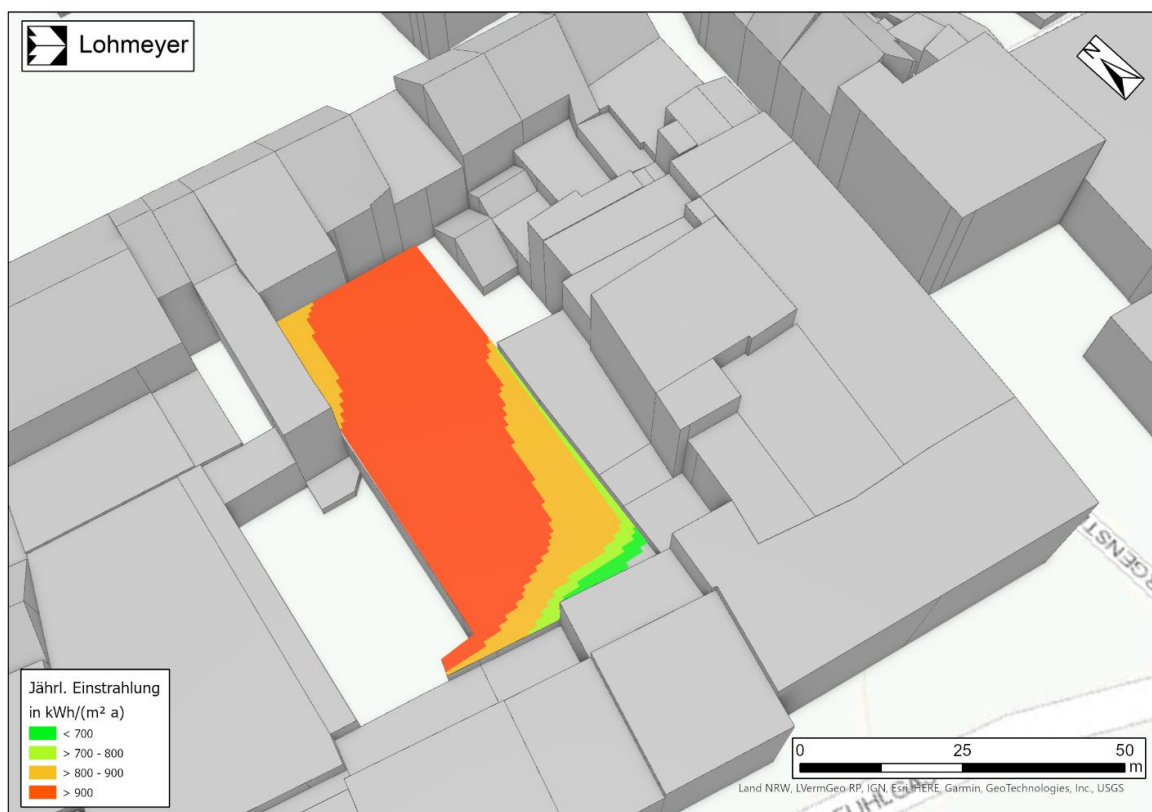 Lohmeyer
N
RGENST
Jährl. Einstrahlung
in kWh/(m² a)
< 700
> 700 - 800
> 800 - 900
> 900
0 25 50
m
Land NRW, LVermGeo RP, IGN, Esri, HERE, Garmin, GeoTechnologies, Inc., USGS